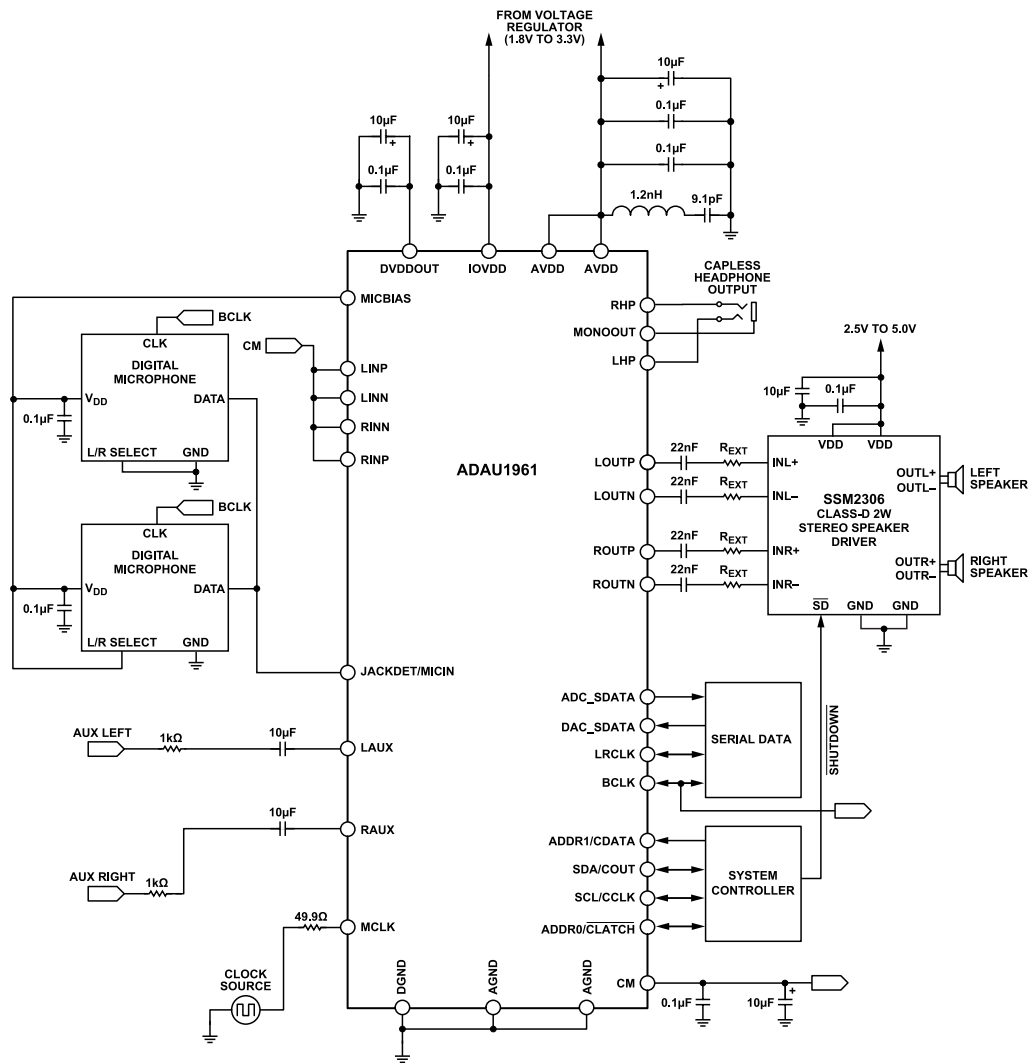 FROM VOLTAGE
REGULATOR
(1.8V TO 3.3V)
10µF
+
0.1µF
0.1µF
1.2nH
9.1pF
10µF
+
0.1µF
10µF
+
0.1µF
DVDDOUT
IOVDD
AVDD
AVDD
MICBIAS
BCLK
CLK
DIGITAL
MICROPHONE
VDD
DATA
0.1µF
L/R SELECT
GND
BCLK
CLK
DIGITAL
MICROPHONE
VDD
DATA
0.1µF
L/R SELECT
GND
CM
LINP
LINN
RINN
RINP
ADAU1961
JACKDET/MICIN
AUX LEFT
1kΩ
10µF
LAUX
10µF
RAUX
AUX RIGHT
1kΩ
49.9Ω
MCLK
CLOCK
SOURCE
DGND
AGND
AGND
CAPLESS
HEADPHONE
OUTPUT
RHP
MONOOUT
LHP
2.5V TO 5.0V
10µF
0.1µF
VDD
VDD
LOUTP
22nF
REXT
INL+
LOUTN
22nF
REXT
INL–
ROUTP
22nF
REXT
INR+
ROUTN
22nF
REXT
INR–
SSM2306
CLASS-D 2W
STEREO SPEAKER
DRIVER
OUTL+
OUTL–
LEFT
SPEAKER
OUTR+
OUTR–
RIGHT
SPEAKER
SD
GND
GND
SHUTDOWN
ADC_SDATA
DAC_SDATA
LRCLK
BCLK
SERIAL DATA
ADDR1/CDATA
SDA/COUT
SCL/CCLK
ADDR0/CLATCH
SYSTEM
CONTROLLER
CM
0.1µF
10µF
+